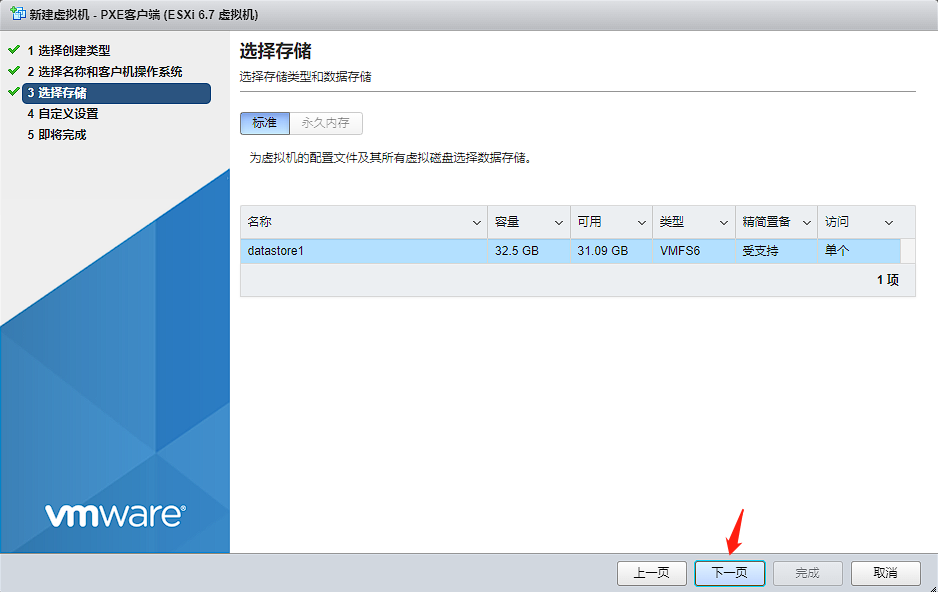 新建虚拟机 - PXE客户端 (ESXi 6.7 虚拟机)
1 选择创建类型
2 选择名称和客户机操作系统
3 选择存储
4 自定义设置
5 即将完成
选择存储
选择存储类型和数据存储
标准 永久内存
为虚拟机的配置文件及其所有虚拟磁盘选择数据存储。
名称 容量 可用 类型 精简置备 访问
datastore1 32.5 GB 31.09 GB VMFS6 受支持 单个
1 项
vmware®
上一页 下一页 完成 取消